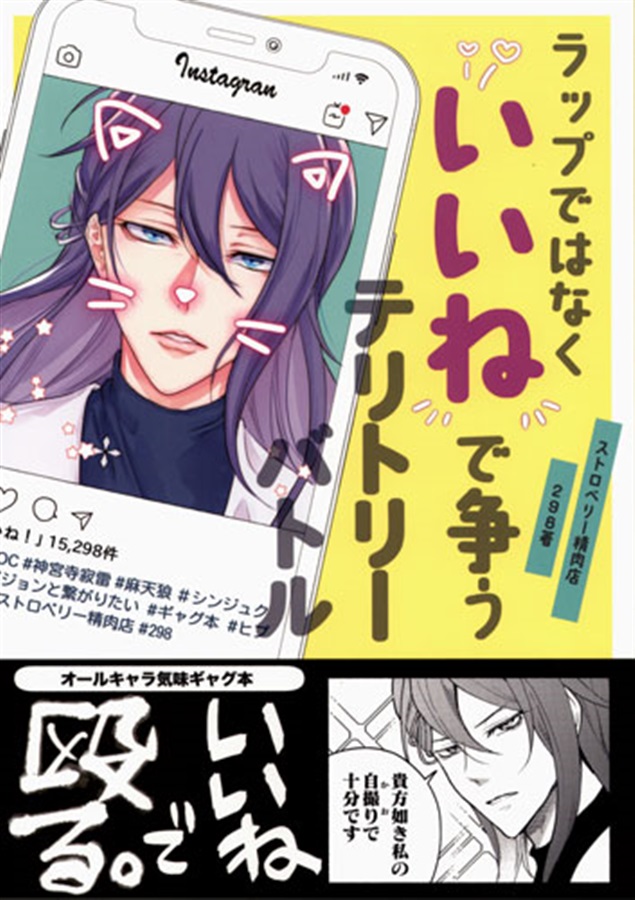 ラップではなく
いいね
で争う
テリトリー
バトル
ストロベリー精肉店
298著
Instagran
いね！」15,298件
OC #神宮寺寂雷 #麻天狼 #シンジュク
ビジョンと繋がりたい #ギャグ本 #ヒプ
ストロベリー精肉店 #298
オールキャラ気味ギャグ本
いいね
で
殴る。
貴方如き私の
自撮りで
かお
十分です